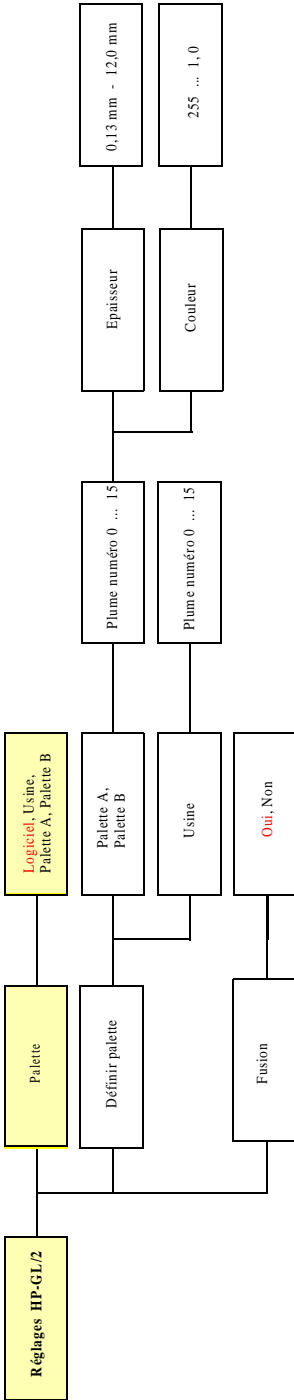 Réglages HP-GL/2
Palette
Logiciel, Usine,
Palette A, Palette B
Définir palette
Palette A,
Palette B
Plume numéro 0 ... 15
Epaisseur
0,13 mm - 12,0 mm
Couleur
255 ... 1, 0
Usine
Plume numéro 0 ... 15
Fusion
Oui, Non